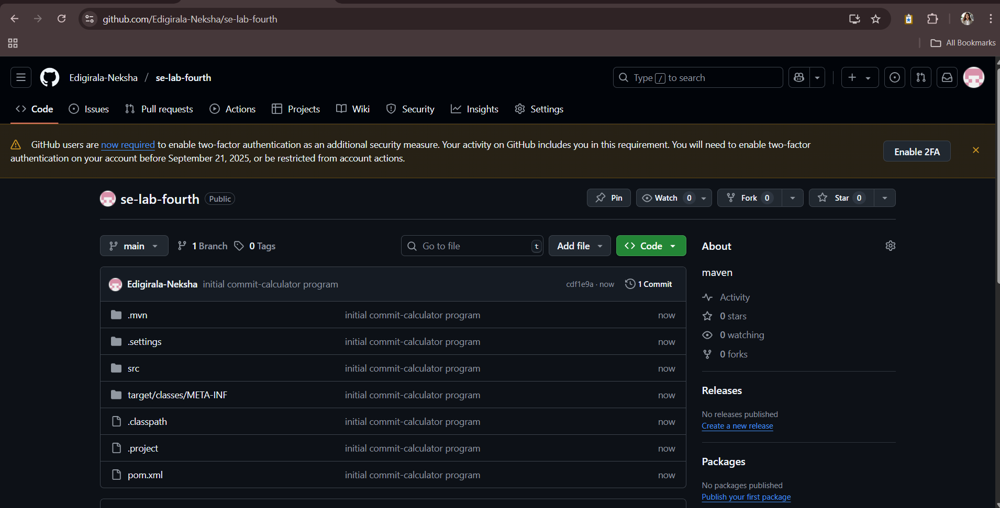 github.com/Edigirala-Neksha/se-lab-fourth
All Bookmarks
Edigirala-Neksha / se-lab-fourth
Type / to search
Code Issues Pull requests Actions Projects Wiki Security Insights Settings
GitHub users are now required to enable two-factor authentication as an additional security measure. Your activity on GitHub includes you in this requirement. You will need to enable two-factor
authentication on your account before September 21, 2025, or be restricted from account actions.
Enable 2FA
se-lab-fourth Public
Pin Watch 0 Fork 0 Star 0
main 1 Branch 0 Tags
Go to file t
Add file
Code
Edigirala-Neksha initial commit-calculator program cdf1e9a · now 1 Commit
.mvn initial commit-calculator program now
.settings initial commit-calculator program now
src initial commit-calculator program now
target/classes/META-INF initial commit-calculator program now
.classpath initial commit-calculator program now
.project initial commit-calculator program now
pom.xml initial commit-calculator program now
About
maven
Activity
0 stars
0 watching
0 forks
Releases
No releases published
Create a new release
Packages
No packages published
Publish your first package